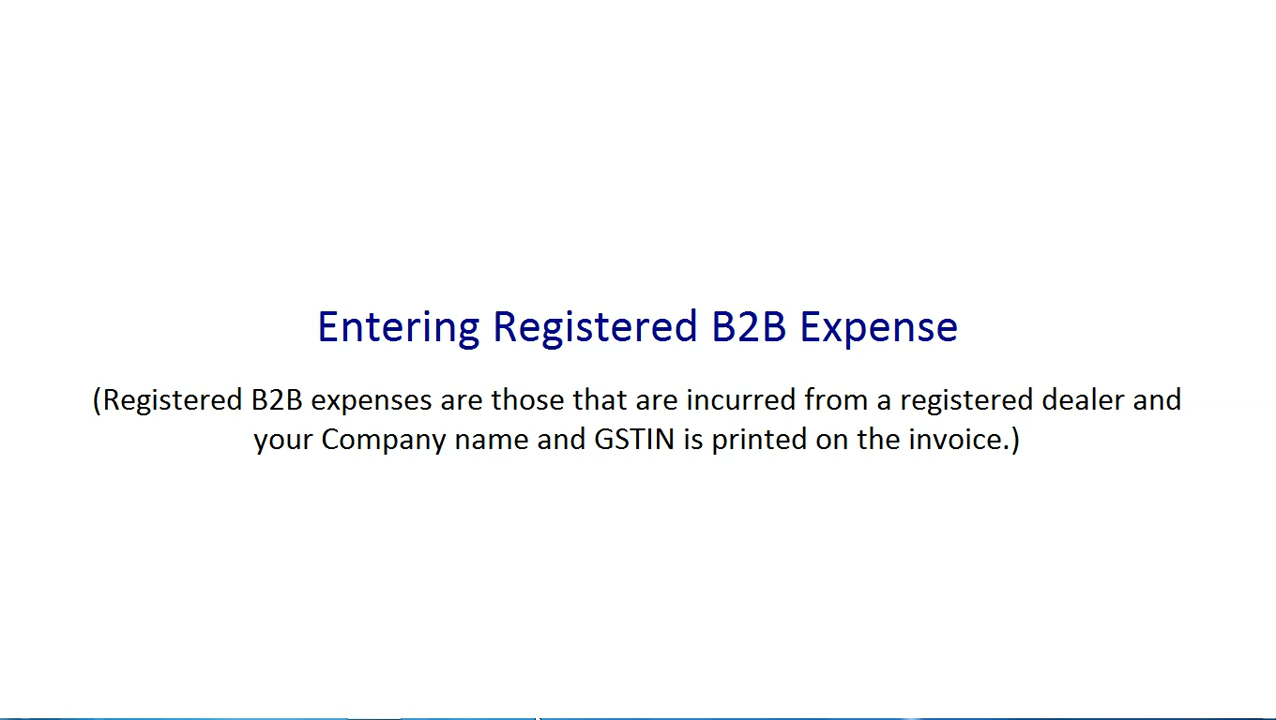 Entering Registered B2B Expense
(Registered B2B expenses are those that are incurred from a registered dealer and
your Company name and GSTIN is printed on the invoice.)